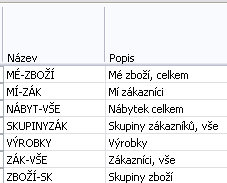 Název Popis
MÉ-ZBOŽÍ Mé zboží, celkem
MÍ-ZÁK Mí zákazníci
NÁBYT-VŠE Nábytek celkem
SKUPINYZÁK Skupiny zákazníků, vše
VÝROBKY Výrobky
ZÁK-VŠE Zákazníci, vše
ZBOŽÍ-SK Skupiny zboží